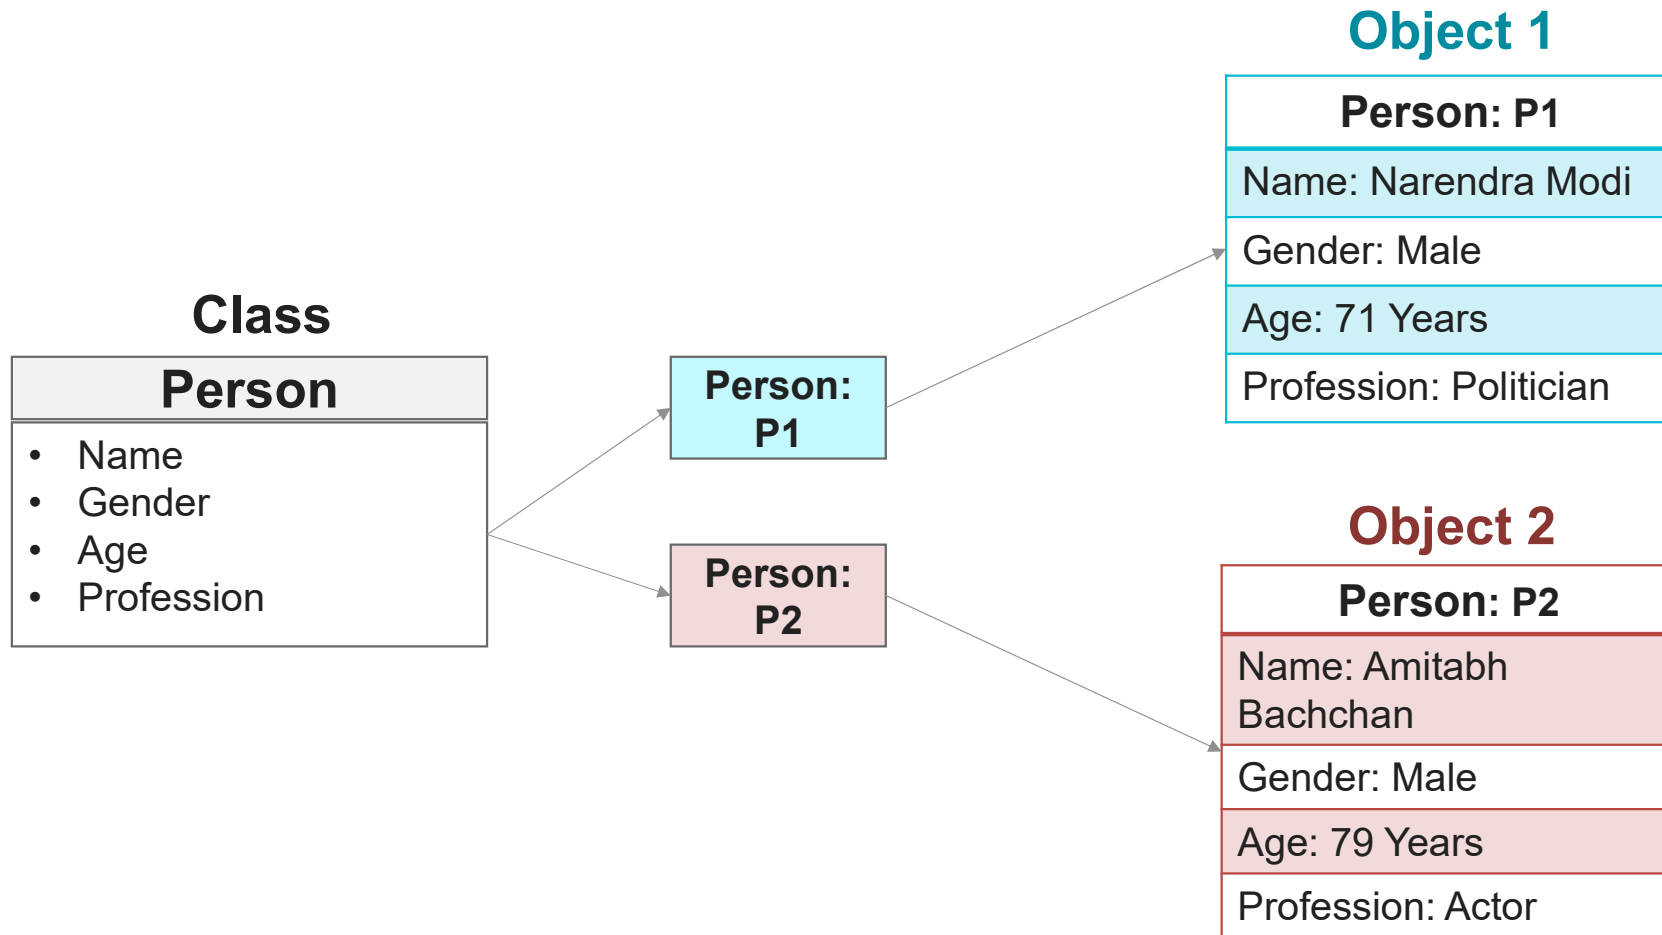 Class
Person
• Name
• Gender
• Age
• Profession
Person:
P1
Person:
P2
Object 1
Person: P1
Name: Narendra Modi
Gender: Male
Age: 71 Years
Profession: Politician
Object 2
Person: P2
Name: Amitabh
Bachchan
Gender: Male
Age: 79 Years
Profession: Actor